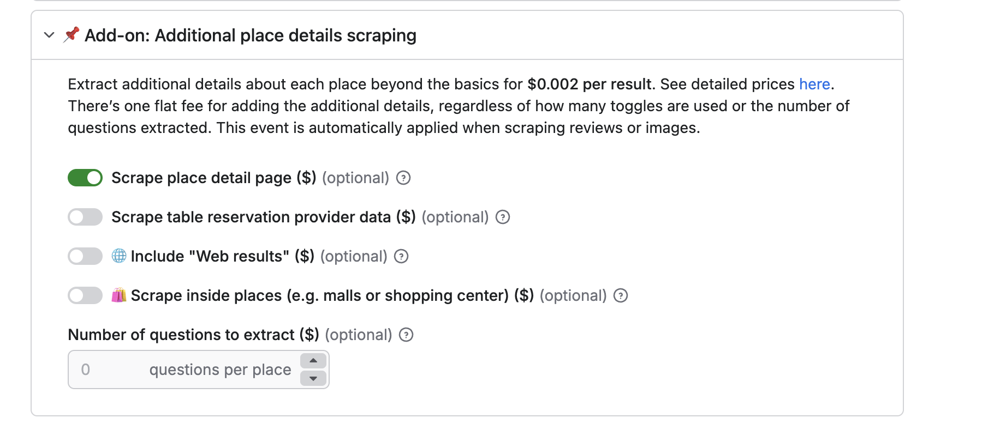 📌 Add-on: Additional place details scraping
Extract additional details about each place beyond the basics for $0.002 per result. See detailed prices here.
There’s one flat fee for adding the additional details, regardless of how many toggles are used or the number of
questions extracted. This event is automatically applied when scraping reviews or images.
Scrape place detail page ($) (optional) ?
Scrape table reservation provider data ($) (optional) ?
🌐 Include "Web results" ($) (optional) ?
🛍️ Scrape inside places (e.g. malls or shopping center) ($) (optional) ?
Number of questions to extract ($) (optional) ?
0 questions per place